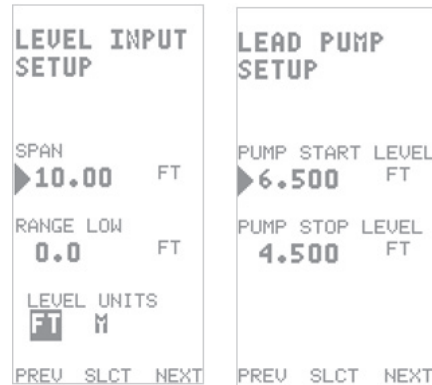 LEVEL INPUT
SETUP
SPAN
10.00 FT
RANGE LOW
0.0 FT
LEVEL UNITS
FT M
PREV SLCT NEXT
LEAD PUMP
SETUP
PUMP START LEVEL
6.500 FT
PUMP STOP LEVEL
4.500 FT
PREV SLCT NEXT